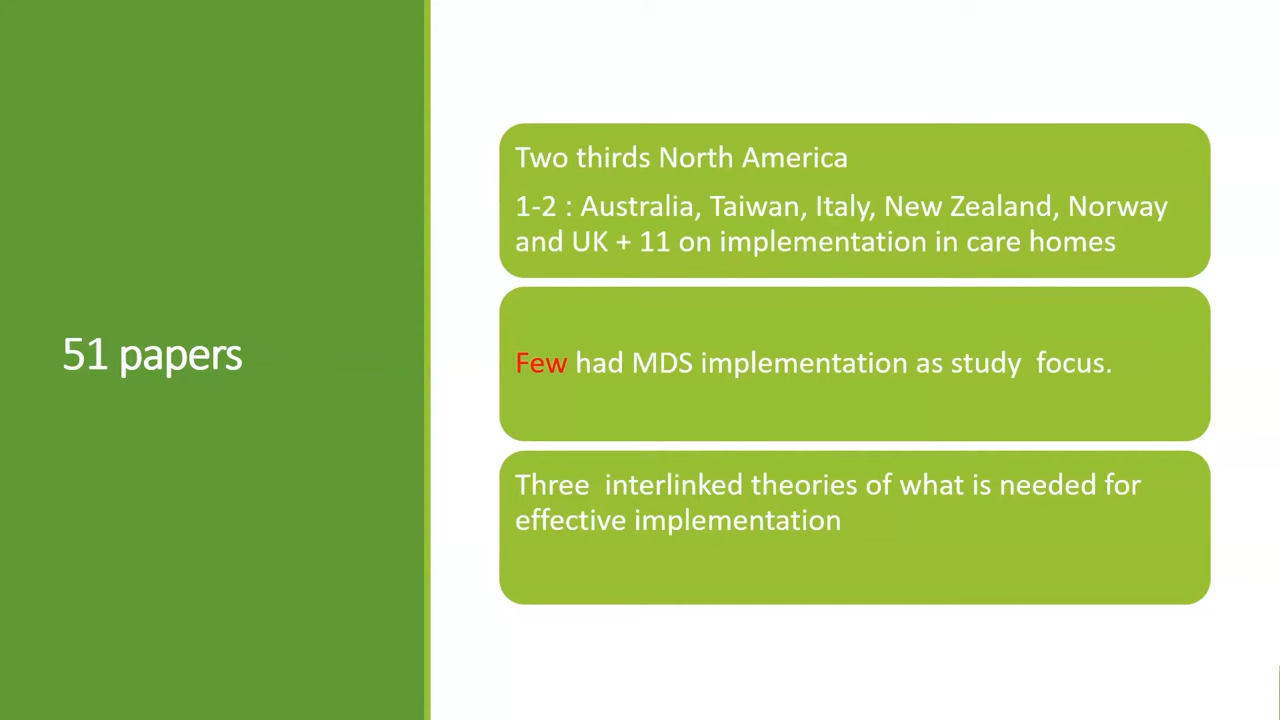 51 papers
Two thirds North America
1-2 : Australia, Taiwan, Italy, New Zealand, Norway
and UK + 11 on implementation in care homes
Few had MDS implementation as study  focus.
Three  interlinked theories of what is needed for
effective implementation